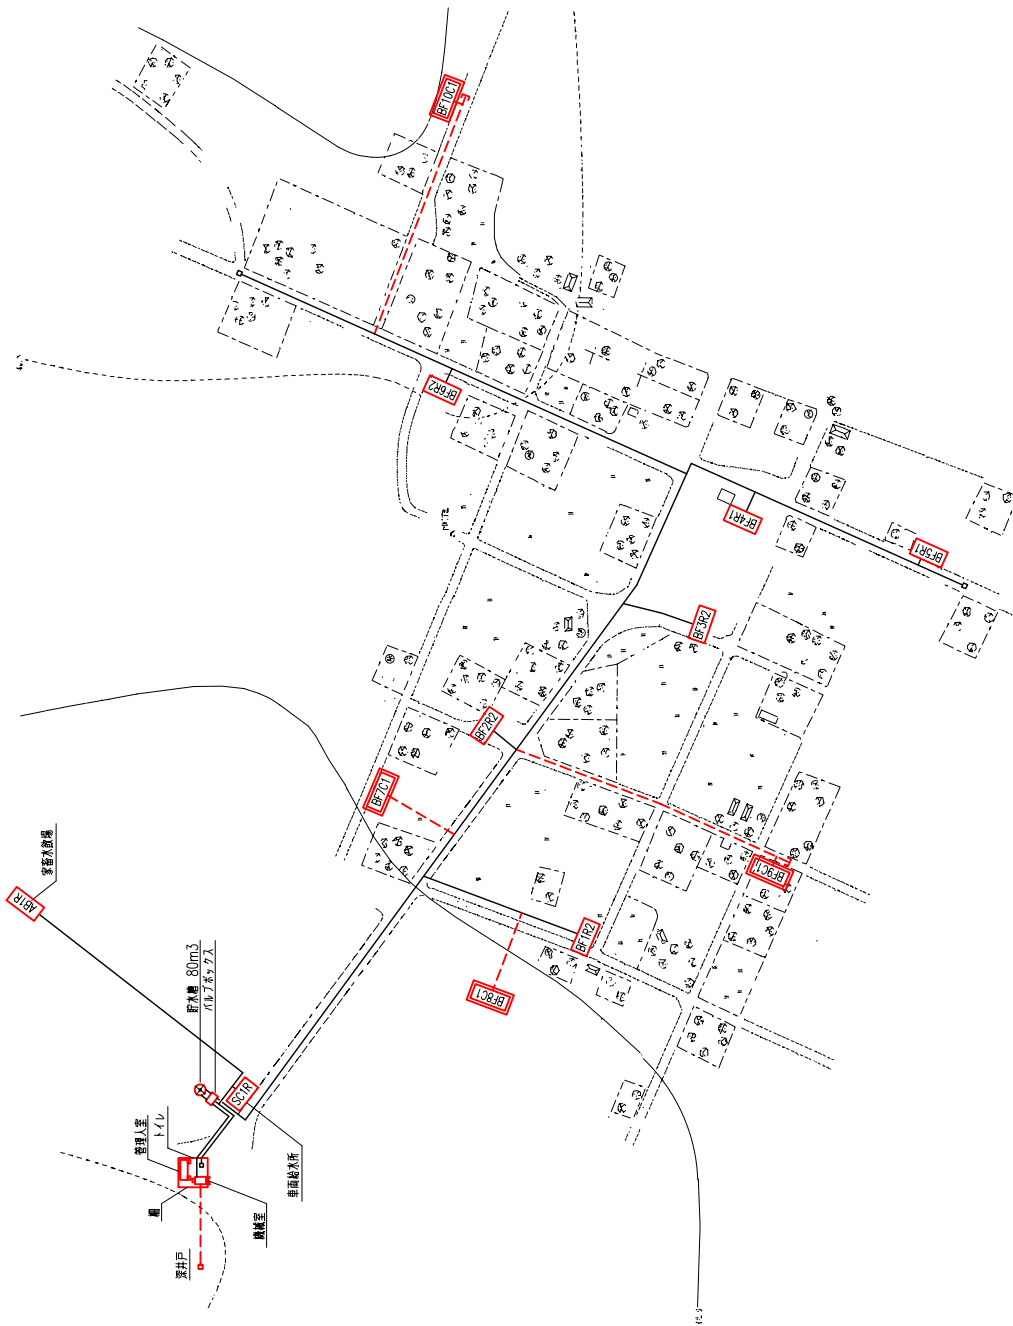 BF10C1
BF6R2
BF4R1
BF5R1
BF3R2
BF2R2
BF7C1
BF9C1
BF1R2
BF8C1
AB1R
家畜水飲場
貯水槽 80m3
バルブボックス
SC1R
管理人室
トイレ
車両給水所
柵
機械室
深井戸